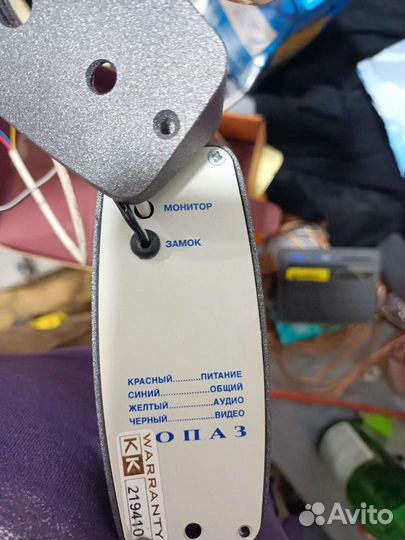 МОНИТОР
ЗАМОК
КРАСНЫЙ...........ПИТАНИЕ
СИНИЙ...................ОБЩИЙ
ЖЕЛТЫЙ.................АУДИО
ЧЕРНЫЙ.................ВИДЕО
ОПАЗ
WARRANTY
KK
219410
Avito